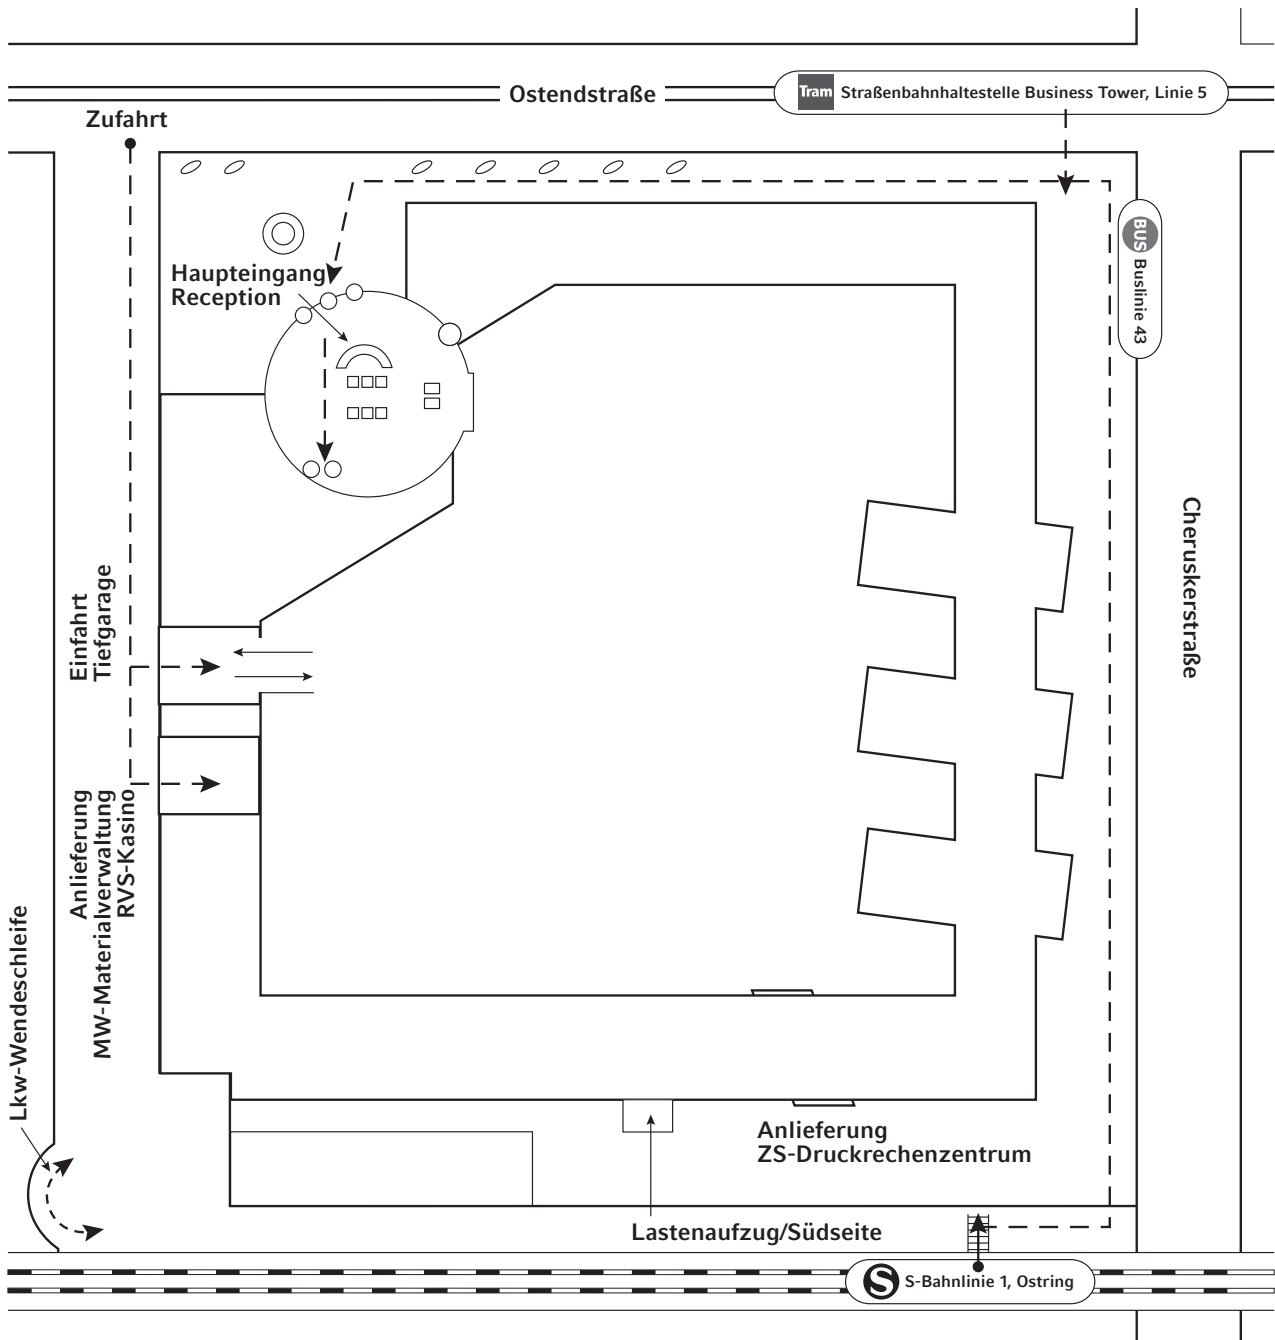 Ostendstraße
Tram Straßenbahnhaltestelle Business Tower, Linie 5
Zufahrt
BUS Buslinie 43
Haupteingang
Reception
Cheruskerstraße
Einfahrt
Tiefgarage
Anlieferung
MW-Materialverwaltung
RVS-Kasino
Lkw-Wendeschleife
Anlieferung
ZS-Druckrechenzentrum
Lastenaufzug/Südseite
S S-Bahnlinie 1, Ostring